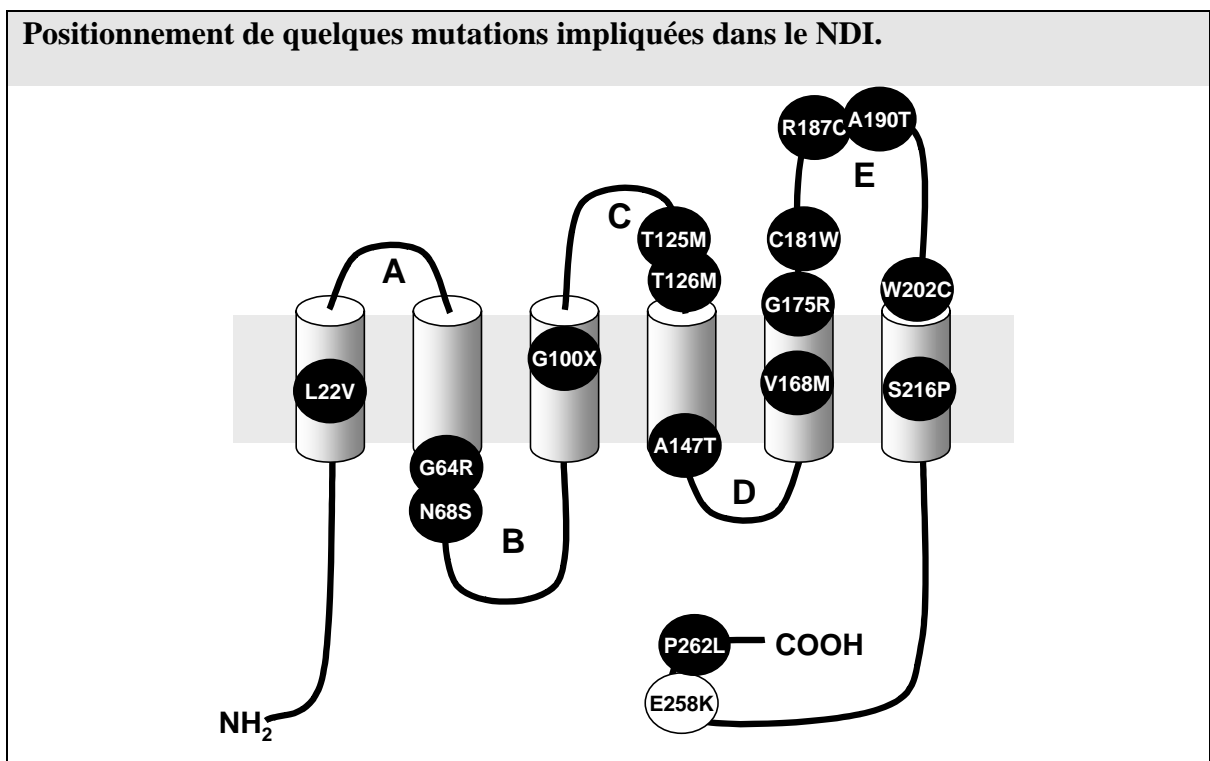 Positionnement de quelques mutations impliquées dans le NDI.
R187C A190T
E
C
T125M
C181W
A
T126M
W202C
G175R
G100X
L22V
V168M
S216P
A147T
G64R
D
N68S
B
P262L
COOH
E258K
NH2